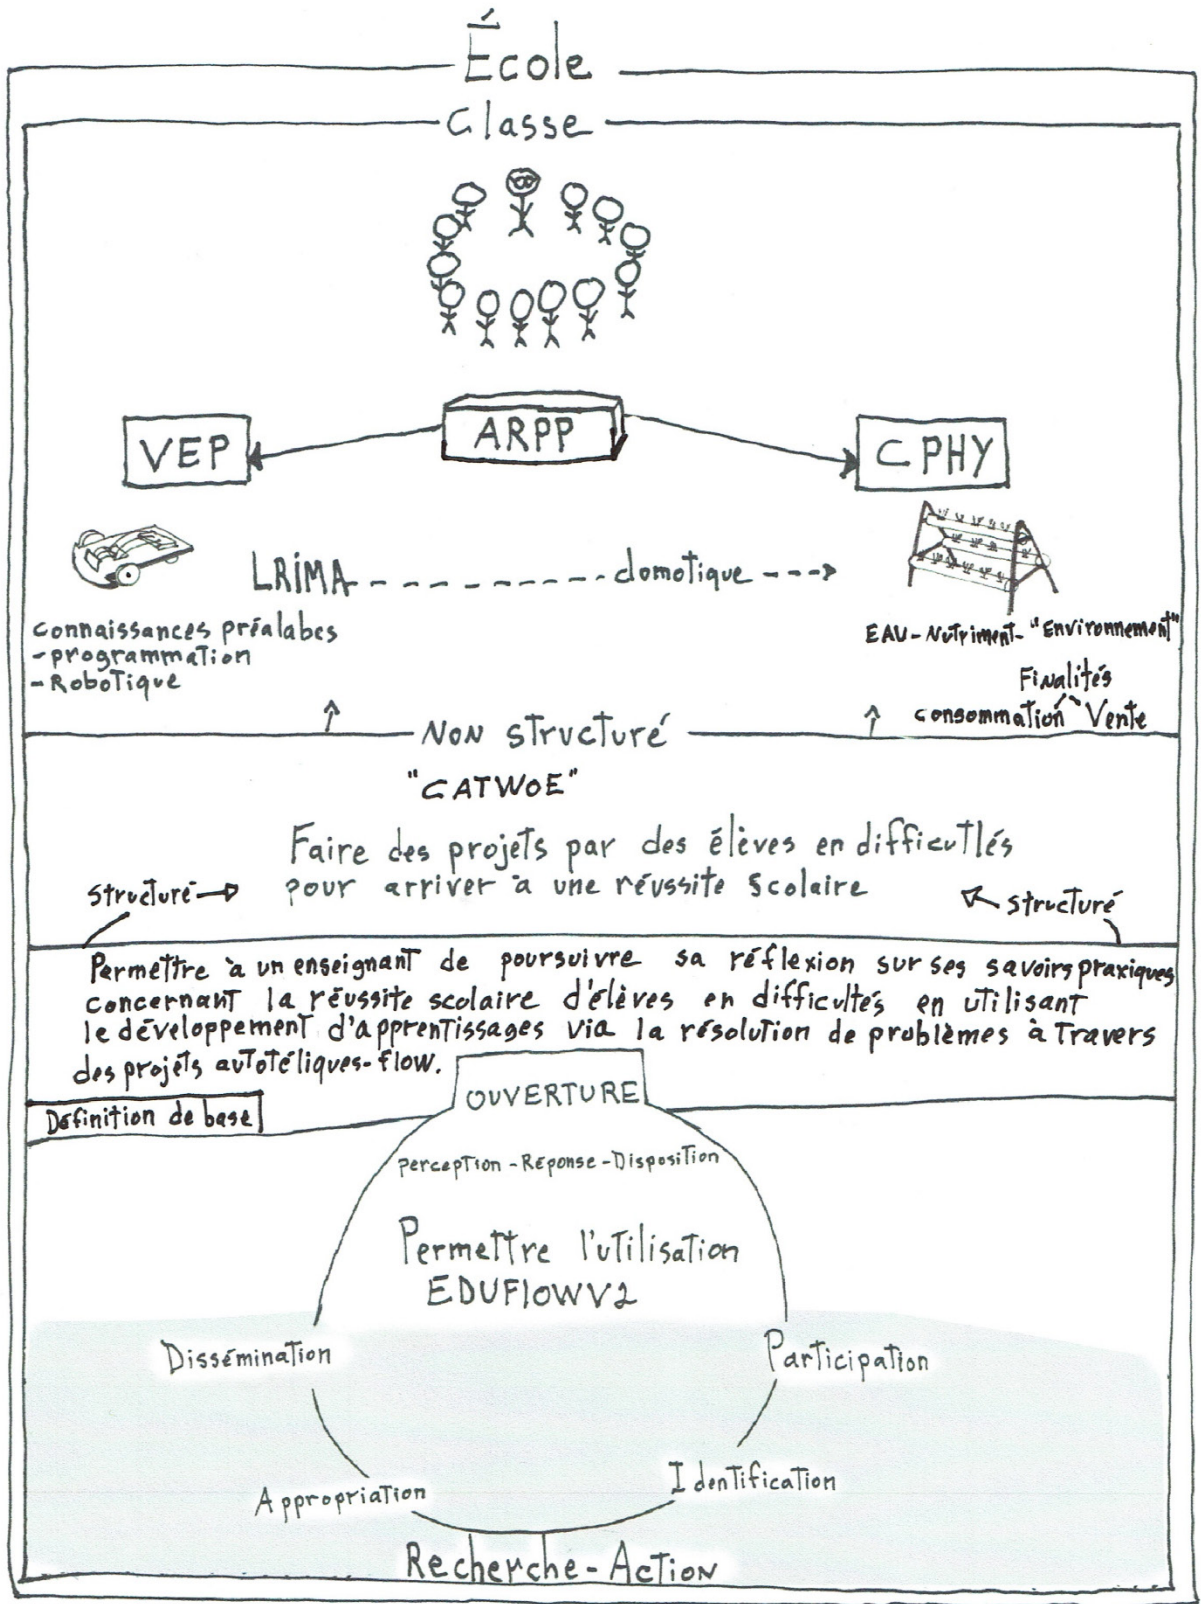 École
Classe
VEP
ARPP
CPHY
LRiMA----------domotique---->
connaissances préalabes
-programmation
-Robotique
EAU-Nutriment-"Environnement"
Finalités
consommation Vente
Non structuré
"CATWOE"
Faire des projets par des élèves en difficutlés
pour arriver à une réussite scolaire
structuré
structuré
Permettre à un enseignant de poursuivre sa réflexion sur ses savoirs praxiques
concernant la réussite scolaire d'élèves en difficultés en utilisant
le développement d'apprentissages via la résolution de problèmes à travers
des projets autotéliques-flow.
OUVERTURE
Définition de base
Perception-Réponse-Disposition
Permettre l'utilisation
EDUFlOWV2
Dissémination
Participation
Appropriation
Identification
Recherche-Action